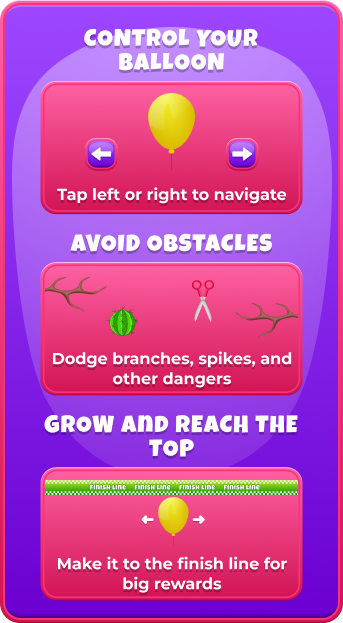 CONTROL YOUR
BALLOON
Tap left or right to navigate
AVOID OBSTACLES
Dodge branches, spikes, and
other dangers
GROW AND REACH THE
TOP
FINISH LINE FINISH LINE FINISH LINE FINISH LINE
Make it to the finish line for
big rewards